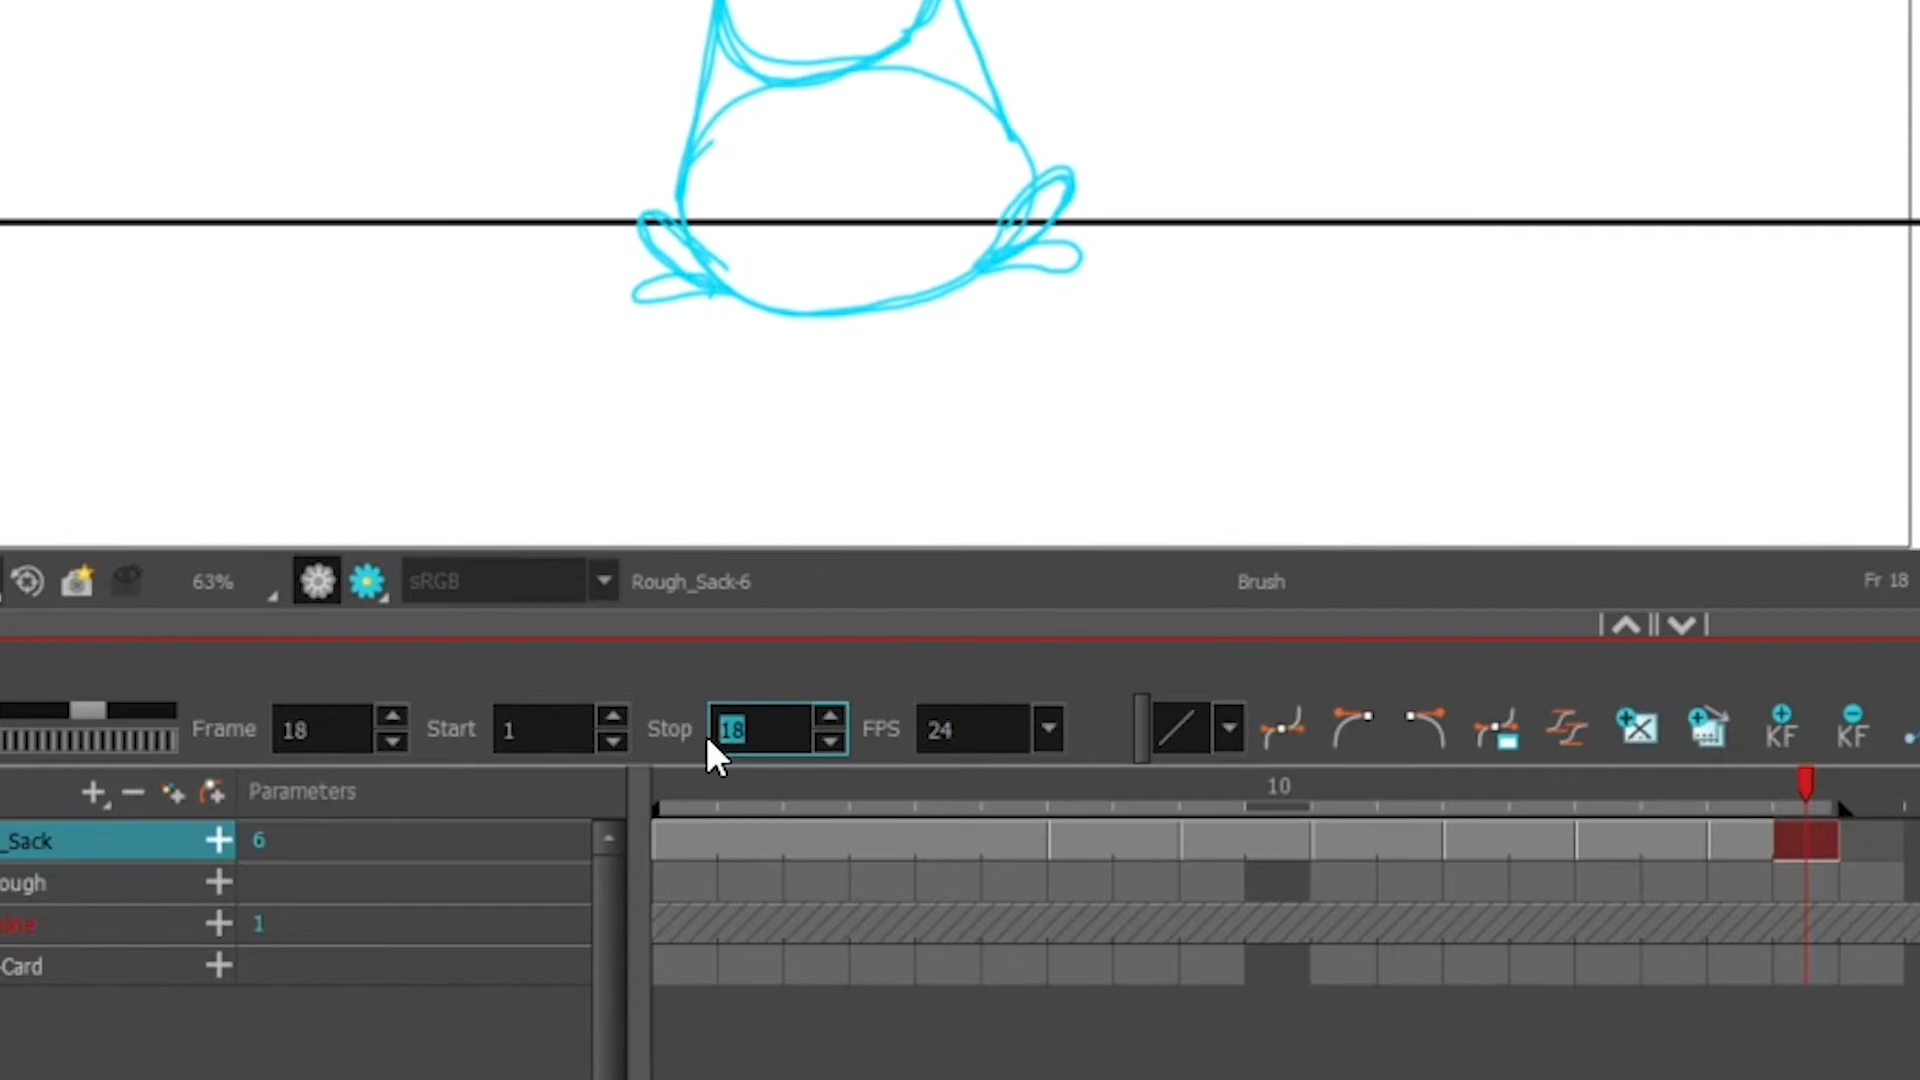 63% sRGB Rough_Sack-6 Brush Fr 18
Frame 18 Start 1 Stop 18 FPS 24 KF KF
Parameters 10
_Sack 6
ough
1
-Card